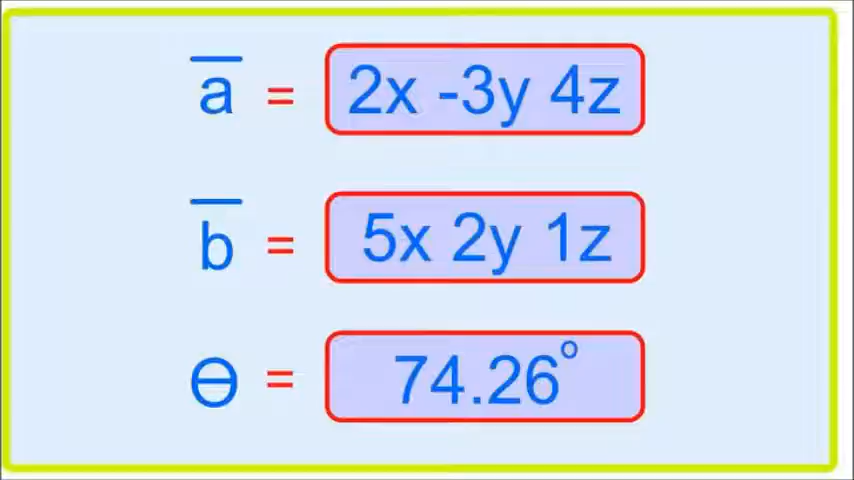 a̅ = 2x -3y 4z
b̅ = 5x 2y 1z
Θ = 74.26°